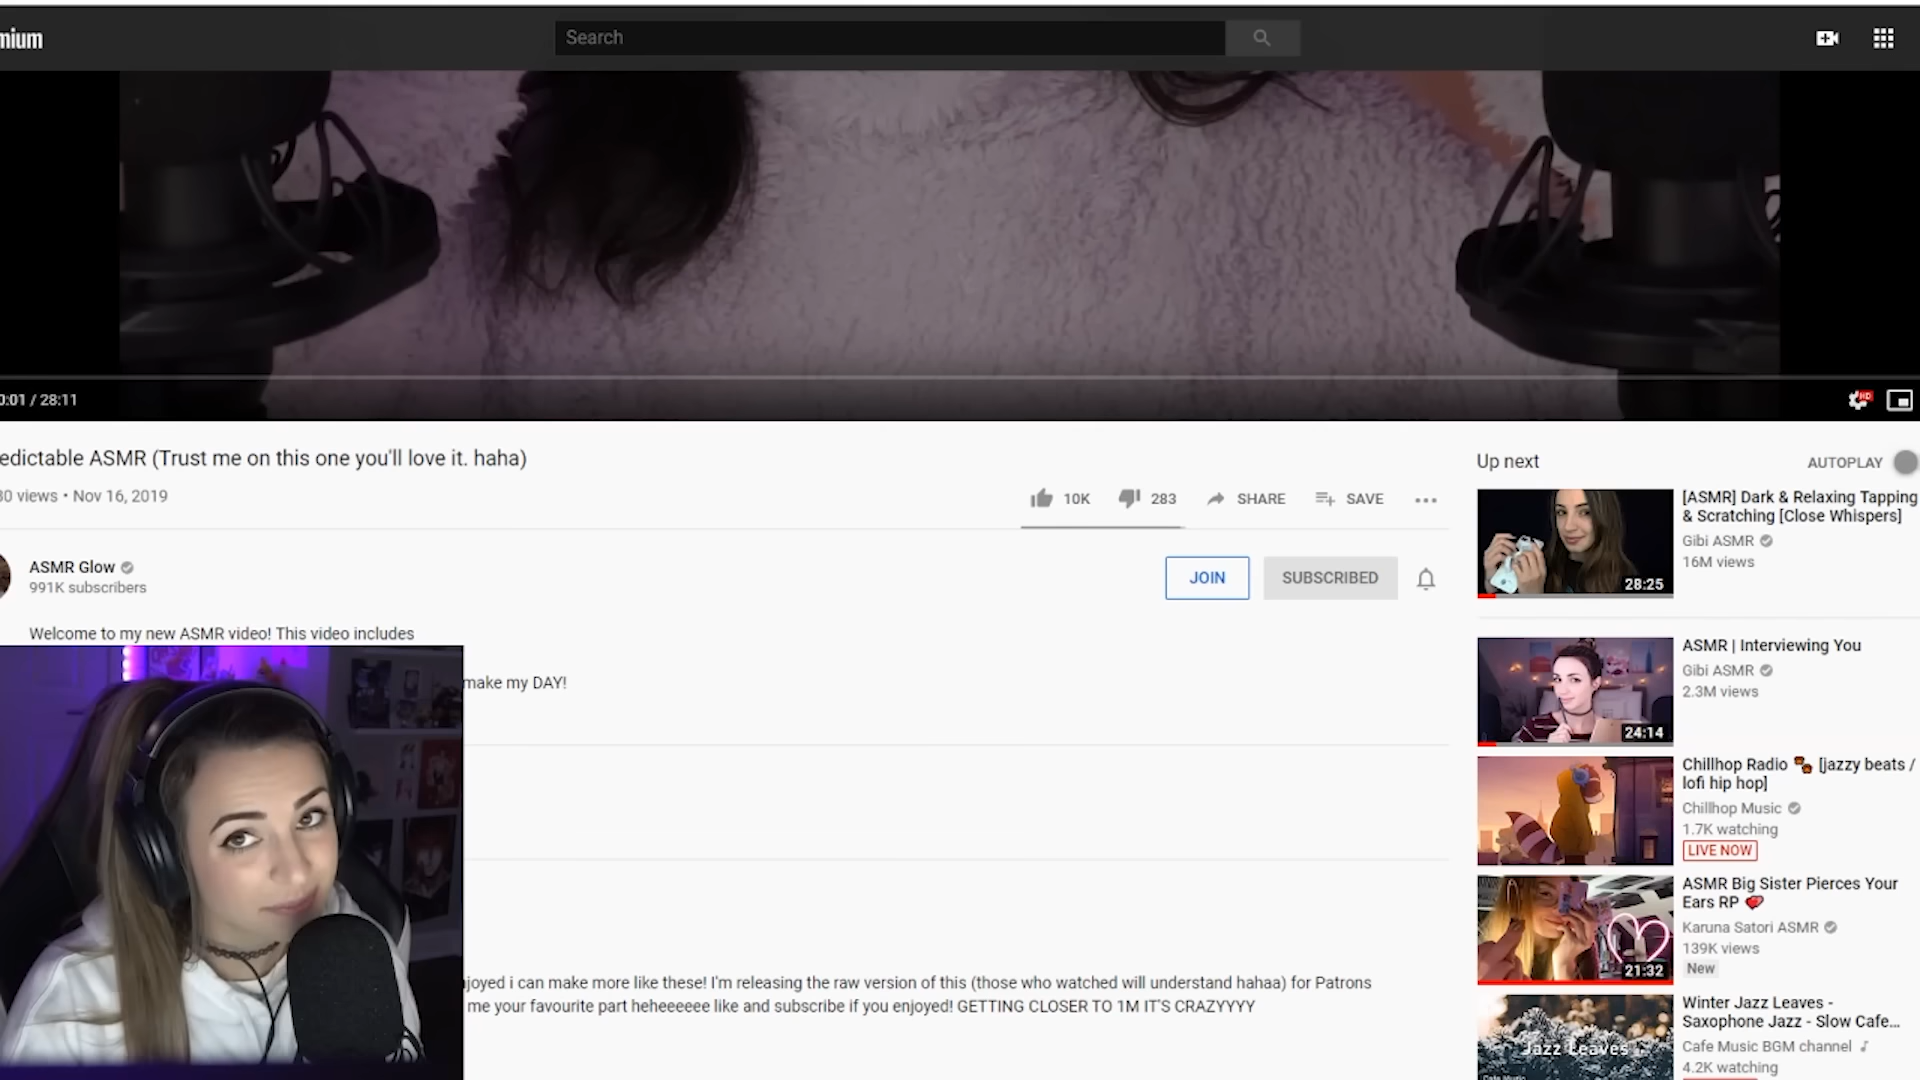 mium
Search
0:01 / 28:11
edictable ASMR (Trust me on this one you'll love it. haha)
30 views • Nov 16, 2019
10K
283
SHARE
SAVE
ASMR Glow
991K subscribers
JOIN
SUBSCRIBED
Welcome to my new ASMR video! This video includes
make my DAY!
njoyed i can make more like these! I'm releasing the raw version of this (those who watched will understand hahaa) for Patrons
me your favourite part heheeeeee like and subscribe if you enjoyed! GETTING CLOSER TO 1M IT'S CRAZYYYY
Up next
AUTOPLAY
28:25
[ASMR] Dark & Relaxing Tapping
& Scratching [Close Whispers]
Gibi ASMR
16M views
24:14
ASMR | Interviewing You
Gibi ASMR
2.3M views
Chillhop Radio 🐾 [jazzy beats /
lofi hip hop]
Chillhop Music
1.7K watching
LIVE NOW
21:32
ASMR Big Sister Pierces Your
Ears RP 💕
Karuna Satori ASMR
139K views
New
Jazz Leaves
Cafe Music
Winter Jazz Leaves -
Saxophone Jazz - Slow Cafe...
Cafe Music BGM channel ♪
4.2K watching